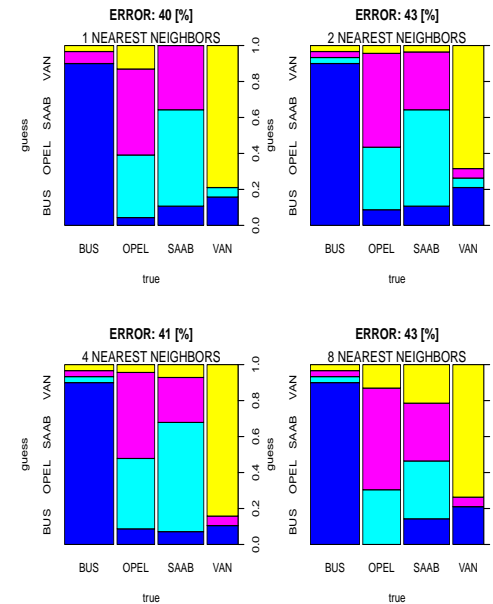 ERROR: 40 [%]
1 NEAREST NEIGHBORS
guess
BUS OPEL SAAB VAN
0.0 0.2 0.4 0.6 0.8 1.0
BUS OPEL SAAB VAN
true
ERROR: 43 [%]
2 NEAREST NEIGHBORS
guess
BUS OPEL SAAB VAN
BUS OPEL SAAB VAN
true
ERROR: 41 [%]
4 NEAREST NEIGHBORS
guess
BUS OPEL SAAB VAN
0.0 0.2 0.4 0.6 0.8 1.0
BUS OPEL SAAB VAN
true
ERROR: 43 [%]
8 NEAREST NEIGHBORS
guess
BUS OPEL SAAB VAN
BUS OPEL SAAB VAN
true